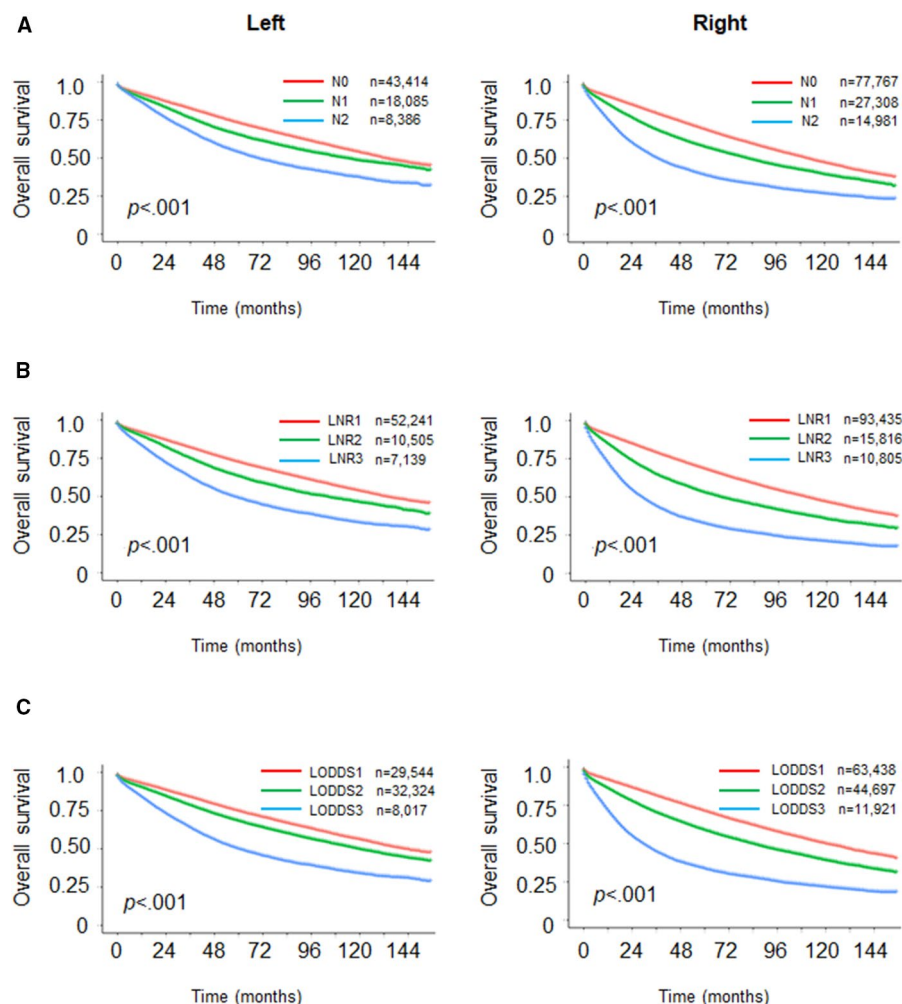 Left Right
A
Overall survival
1.0
0.75
0.50
0.25
0
N0 n=43,414
N1 n=18,085
N2 n=8,386
p<.001
0 24 48 72 96 120 144
Time (months)
Overall survival
1.0
0.75
0.50
0.25
0
N0 n=77,767
N1 n=27,308
N2 n=14,981
p<.001
0 24 48 72 96 120 144
Time (months)
B
Overall survival
1.0
0.75
0.50
0.25
0
LNR1 n=52,241
LNR2 n=10,505
LNR3 n=7,139
p<.001
0 24 48 72 96 120 144
Time (months)
Overall survival
1.0
0.75
0.50
0.25
0
LNR1 n=93,435
LNR2 n=15,816
LNR3 n=10,805
p<.001
0 24 48 72 96 120 144
Time (months)
C
Overall survival
1.0
0.75
0.50
0.25
0
LODDS1 n=29,544
LODDS2 n=32,324
LODDS3 n=8,017
p<.001
0 24 48 72 96 120 144
Time (months)
Overall survival
1.0
0.75
0.50
0.25
0
LODDS1 n=63,438
LODDS2 n=44,697
LODDS3 n=11,921
p<.001
0 24 48 72 96 120 144
Time (months)